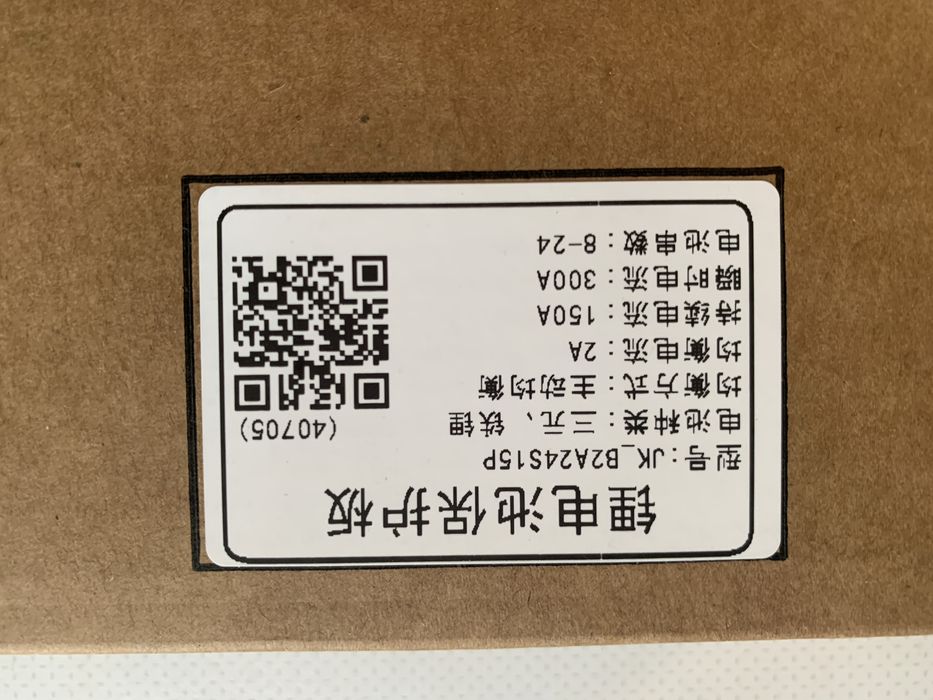 锂电池保护板
型号:JK_B2A24S15P
电池种类：三元、铁锂
均衡方式：主动均衡
均衡电流：2A
持续电流：150A
瞬时电流：300A
电池串数：8-24
(40705)